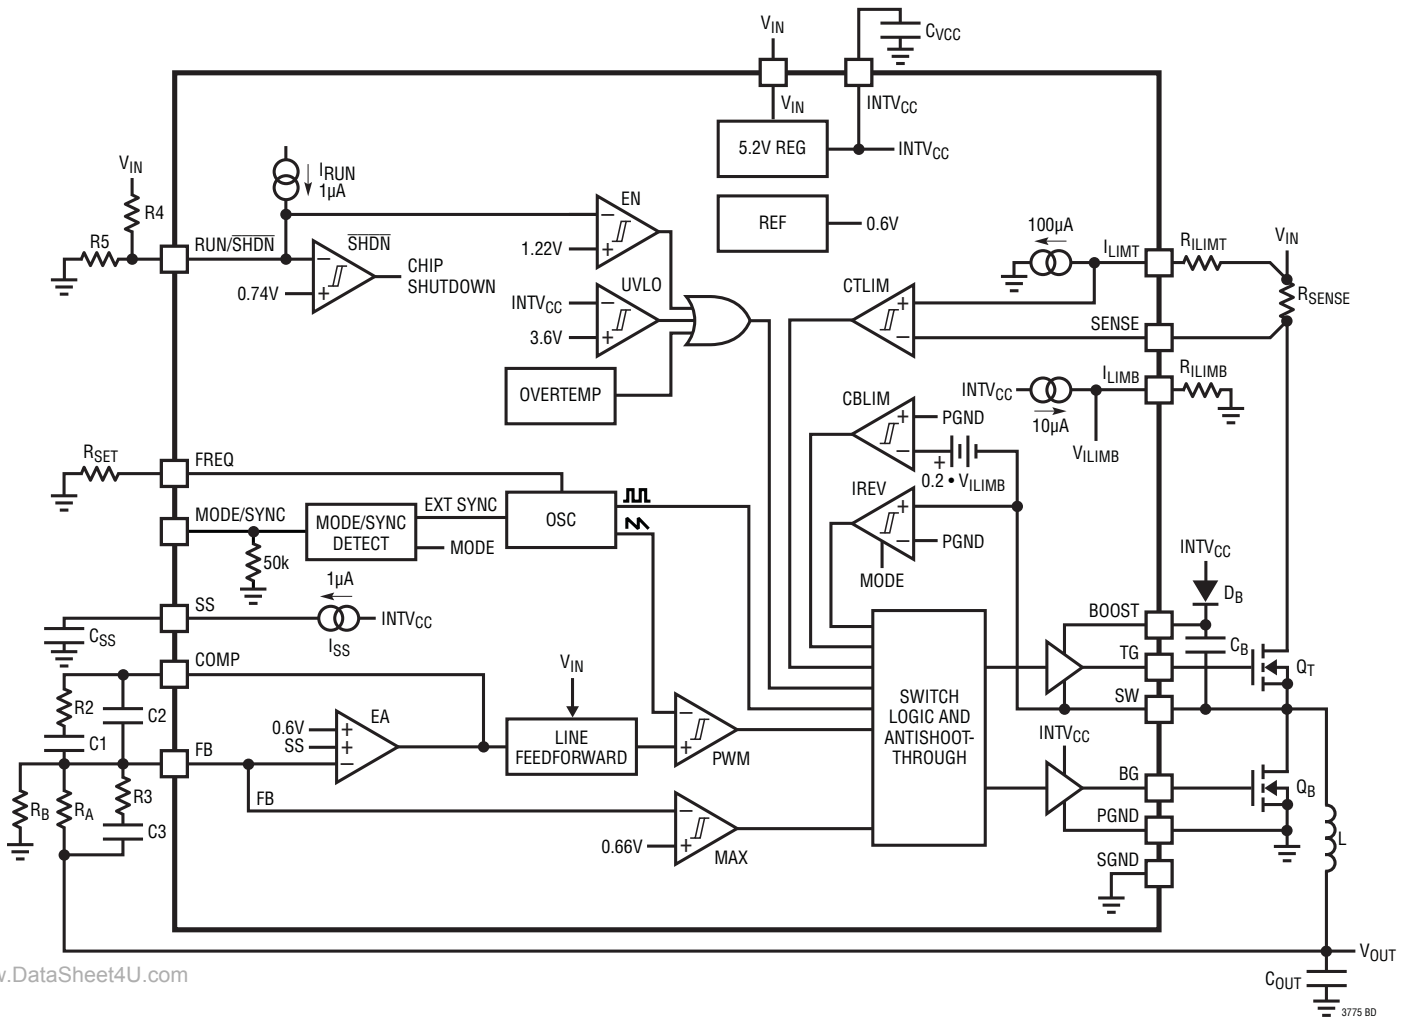 VIN
CVCC
VIN
INTVCC
5.2V REG
INTVCC
REF
0.6V
VIN
R4
R5
RUN/SHDN
IRUN
1µA
SHDN
CHIP
SHUTDOWN
0.74V
EN
1.22V
UVLO
INTVCC
3.6V
OVERTEMP
100µA
ILIMT
RILIMT
VIN
RSENSE
CTLIM
SENSE
INTVCC
10µA
ILIMB
RILIMB
VILIMB
CBLIM
PGND
0.2 • VILIMB
IREV
PGND
MODE
RSET
FREQ
MODE/SYNC
50k
MODE/SYNC
DETECT
EXT SYNC
MODE
OSC
1µA
SS
CSS
ISS
INTVCC
COMP
R2
C2
C1
FB
RB
RA
R3
C3
0.6V
SS
EA
FB
VIN
LINE
FEEDFORWARD
PWM
0.66V
MAX
SWITCH
LOGIC AND
ANTISHOOT-
THROUGH
INTVCC
DB
BOOST
CB
TG
QT
SW
INTVCC
BG
QB
PGND
SGND
L
VOUT
COUT
3775 BD
w.DataSheet4U.com